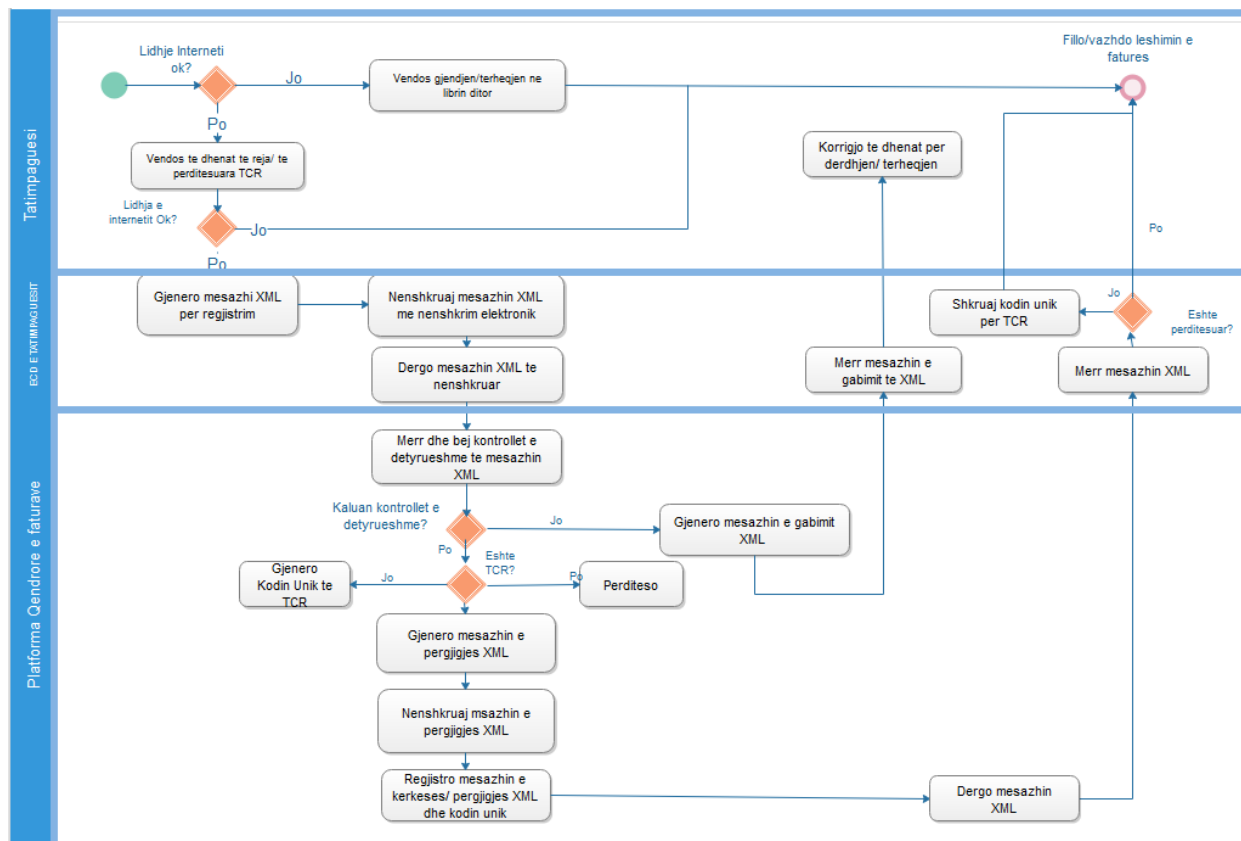 Tatimpaguesi
Lidhje Interneti
ok?
Jo
Vendos gjendjen/terheqjen ne
librin ditor
Fillo/vazhdo leshimin e
fatures
Po
Vendos te dhenat te reja/ te
perditesuara TCR
Korrigjo te dhenat per
derdhjen/ terheqjen
Lidhja e
internetit Ok?
Jo
Po
Po
ECD E TATIMPAGUESIT
Gjenero mesazhi XML
per regjistrim
Nenshkruaj mesazhin XML
me nenshkrim elektronik
Shkruaj kodin unik
per TCR
Jo
Eshte
perditesuar?
Dergo mesazhin XML te
nenshkruar
Merr mesazhin e
gabimit te XML
Merr mesazhin XML
Platforma Qendrore e faturave
Merr dhe bej kontrollet e
detyrueshme te mesazhin
XML
Kaluan kontrollet e
detyrueshme?
Jo
Gjenero mesazhin e gabimit
XML
Po
Eshte
TCR?
Gjenero
Kodin Unik te
TCR
Jo
Po
Perditeso
Gjenero mesazhin e
pergjigjes XML
Nenshkruaj msazhin e
pergjigjes XML
Regjistro mesazhin e
kerkeses/ pergjigjes XML
dhe kodin unik
Dergo mesazhin
XML